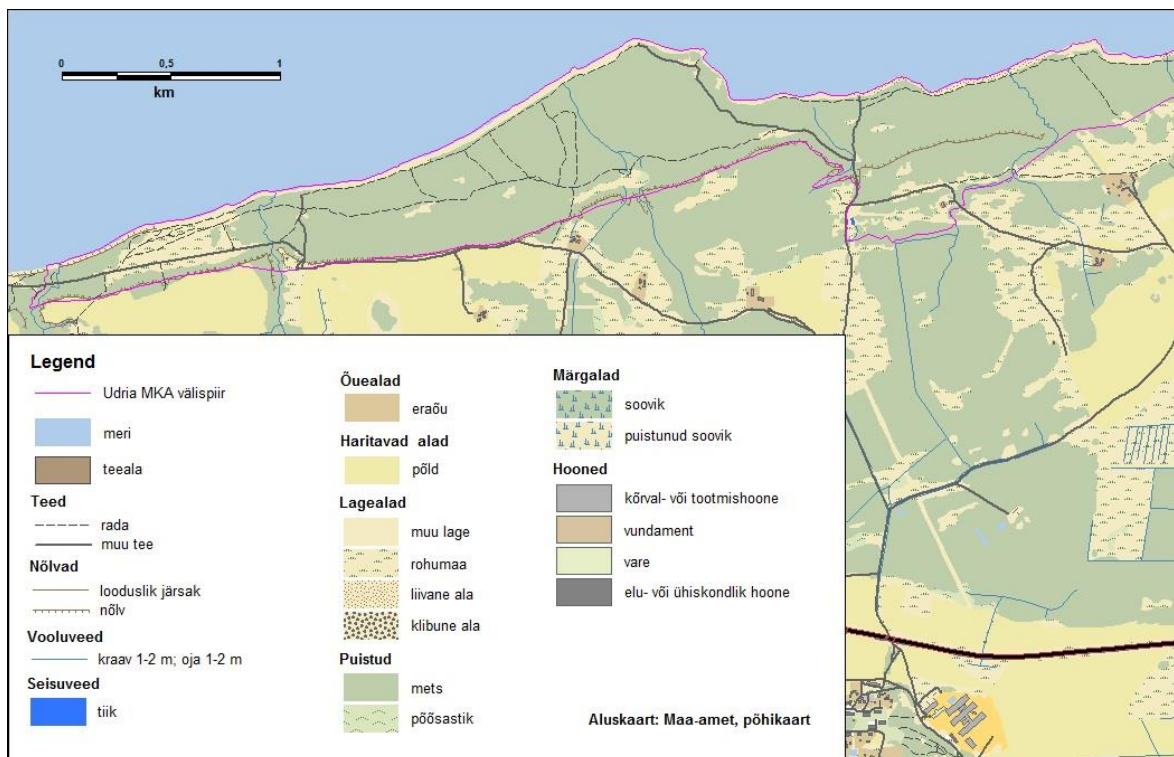 0 0,5 1
km
Legend
Udria MKA välispiir
meri
teeala
Teed
rada
muu tee
Nõlvad
looduslik järsak
nõlv
Vooluveed
kraav 1-2 m; oja 1-2 m
Seisuveed
tiik
Õuealad
eraõu
Haritavad alad
põld
Lagealad
muu lage
rohumaa
liivane ala
klibune ala
Puistud
mets
põõsastik
Märgalad
soovik
puistunud soovik
Hooned
kõrval- või tootmishoone
vundament
vare
elu- või ühiskondlik hoone
Aluskaart: Maa-amet, põhikaart